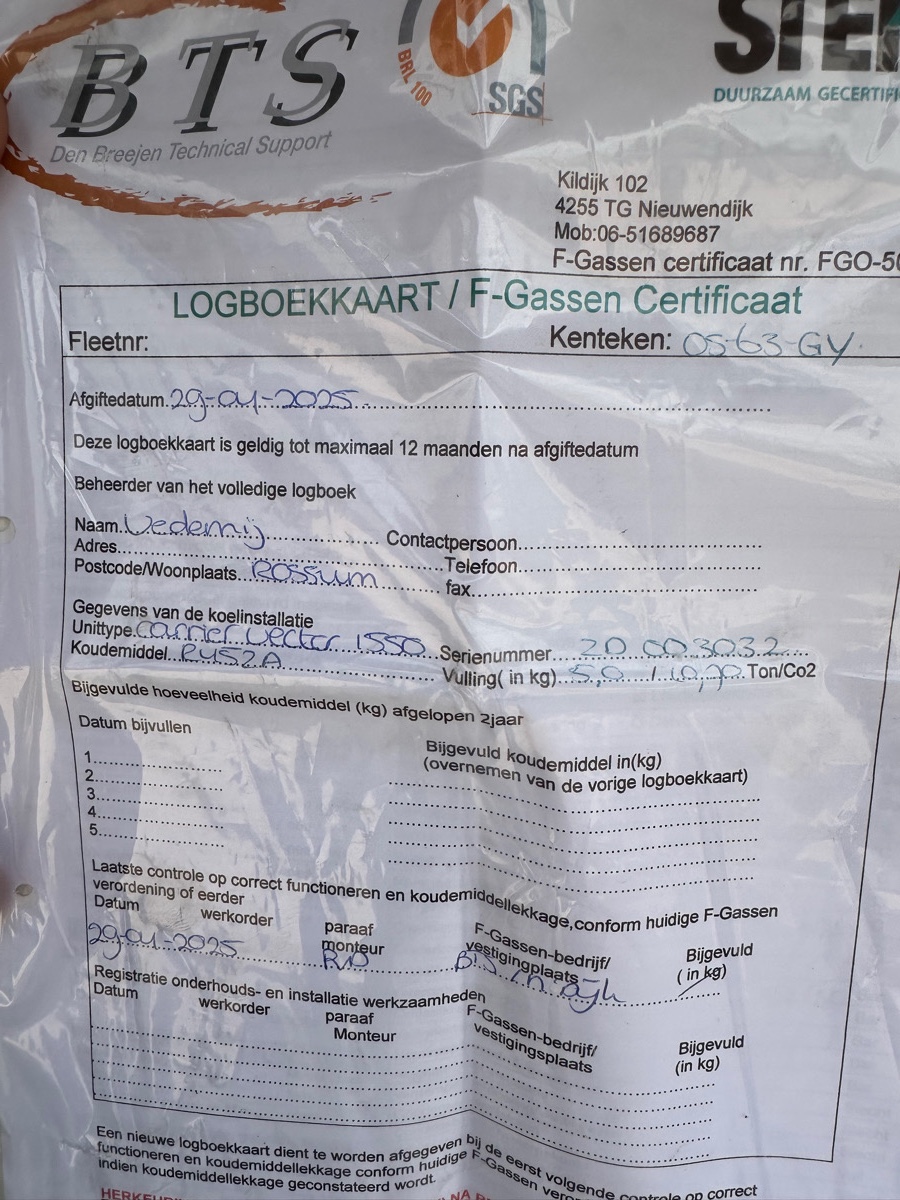 BTS
Den Breejen Technical Support
BRL 100
SGS
STEK
DUURZAAM GECERTIFI
Kildijk 102
4255 TG Nieuwendijk
Mob:06-51689687
F-Gassen certificaat nr. FGO-50
LOGBOEKKAART / F-Gassen Certificaat
Fleetnr: Kenteken: OS-63-GY
Afgiftedatum 29-01-2025
Deze logboekkaart is geldig tot maximaal 12 maanden na afgiftedatum
Beheerder van het volledige logboek
Naam. Vedemij Contactpersoon
Adres Telefoon
Postcode/Woonplaats Rossum fax
Gegevens van de koelinstallatie
Unittype. Carrier Vector 1550 Serienummer
Koudemiddel R452A Vulling( in kg) Ton/Co2
Bijgevulde hoeveelheid koudemiddel (kg) afgelopen 2jaar
Datum bijvullen Bijgevuld koudemiddel in(kg)
(overnemen van de vorige logboekkaart)
1
2
3
4
5
Laatste controle op correct functioneren en koudemiddellekkage,conform huidige F-Gassen
verordening of eerder
Datum werkorder paraaf monteur F-Gassen-bedrijf/ vestigingplaats Bijgevuld ( in kg)
29-01-2025
Registratie onderhouds- en installatie werkzaamheden
Datum werkorder paraaf Monteur F-Gassen-bedrijf/ vestigingsplaats Bijgevuld (in kg)
Een nieuwe logboekkaart dient te worden afgegeven bij de eerst volgende controle op correct
functioneren en koudemiddellekkage conform huidige F-Gassen
indien koudemiddellekkage geconstateerd wordt.